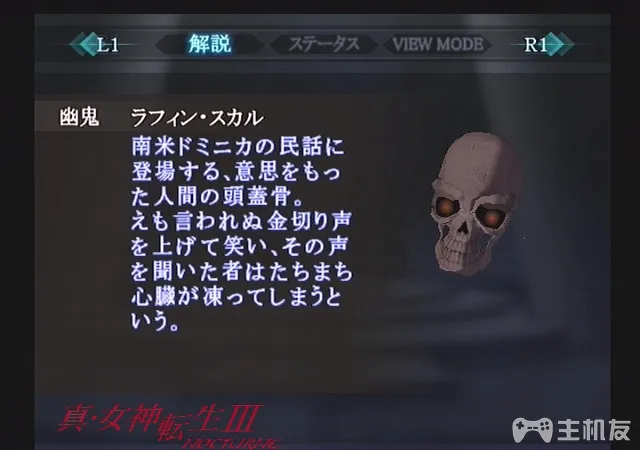 L1
解説
ステータス
VIEW MODE
R1
幽鬼 ラフィン・スカル
南米ドミニカの民話に
登場する、意思をもっ
た人間の頭蓋骨。
えも言われぬ金切り声
を上げて笑い、その声
を聞いた者はたちまち
心臓が凍ってしまうと
いう。
真・女神転生III
NOCTURNE
主机友